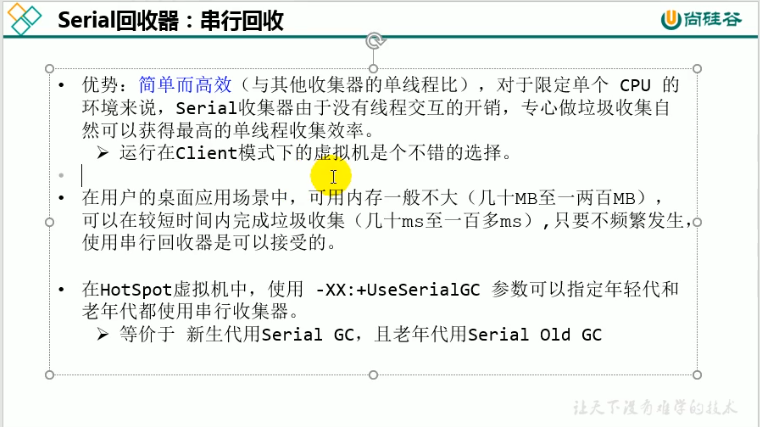 Serial回收器：串行回收
尚硅谷
• 优势：简单而高效（与其他收集器的单线程比），对于限定单个 CPU 的
环境来说，Serial收集器由于没有线程交互的开销，专心做垃圾收集自
然可以获得最高的单线程收集效率。
➢ 运行在Client模式下的虚拟机是个不错的选择。
• 在用户的桌面应用场景中，可用内存一般不大（几十MB至一两百MB），
可以在较短时间内完成垃圾收集（几十ms至一百多ms）,只要不频繁发生，
使用串行回收器是可以接受的。
• 在HotSpot虚拟机中，使用 -XX:+UseSerialGC 参数可以指定年轻代和
老年代都使用串行收集器。
➢ 等价于 新生代用Serial GC，且老年代用Serial Old GC
让天下没有难学的技术